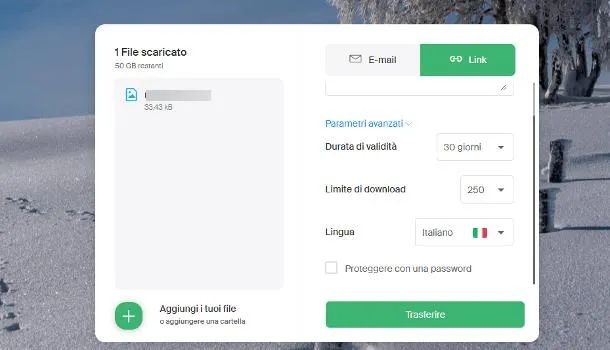 1 File scaricato
50 GB restanti
33.43 kB
Aggiungi i tuoi file
o aggiungere una cartella
E-mail
Link
Parametri avanzati
Durata di validità
30 giorni
Limite di download
250
Lingua
Italiano
Proteggere con una password
Trasferire